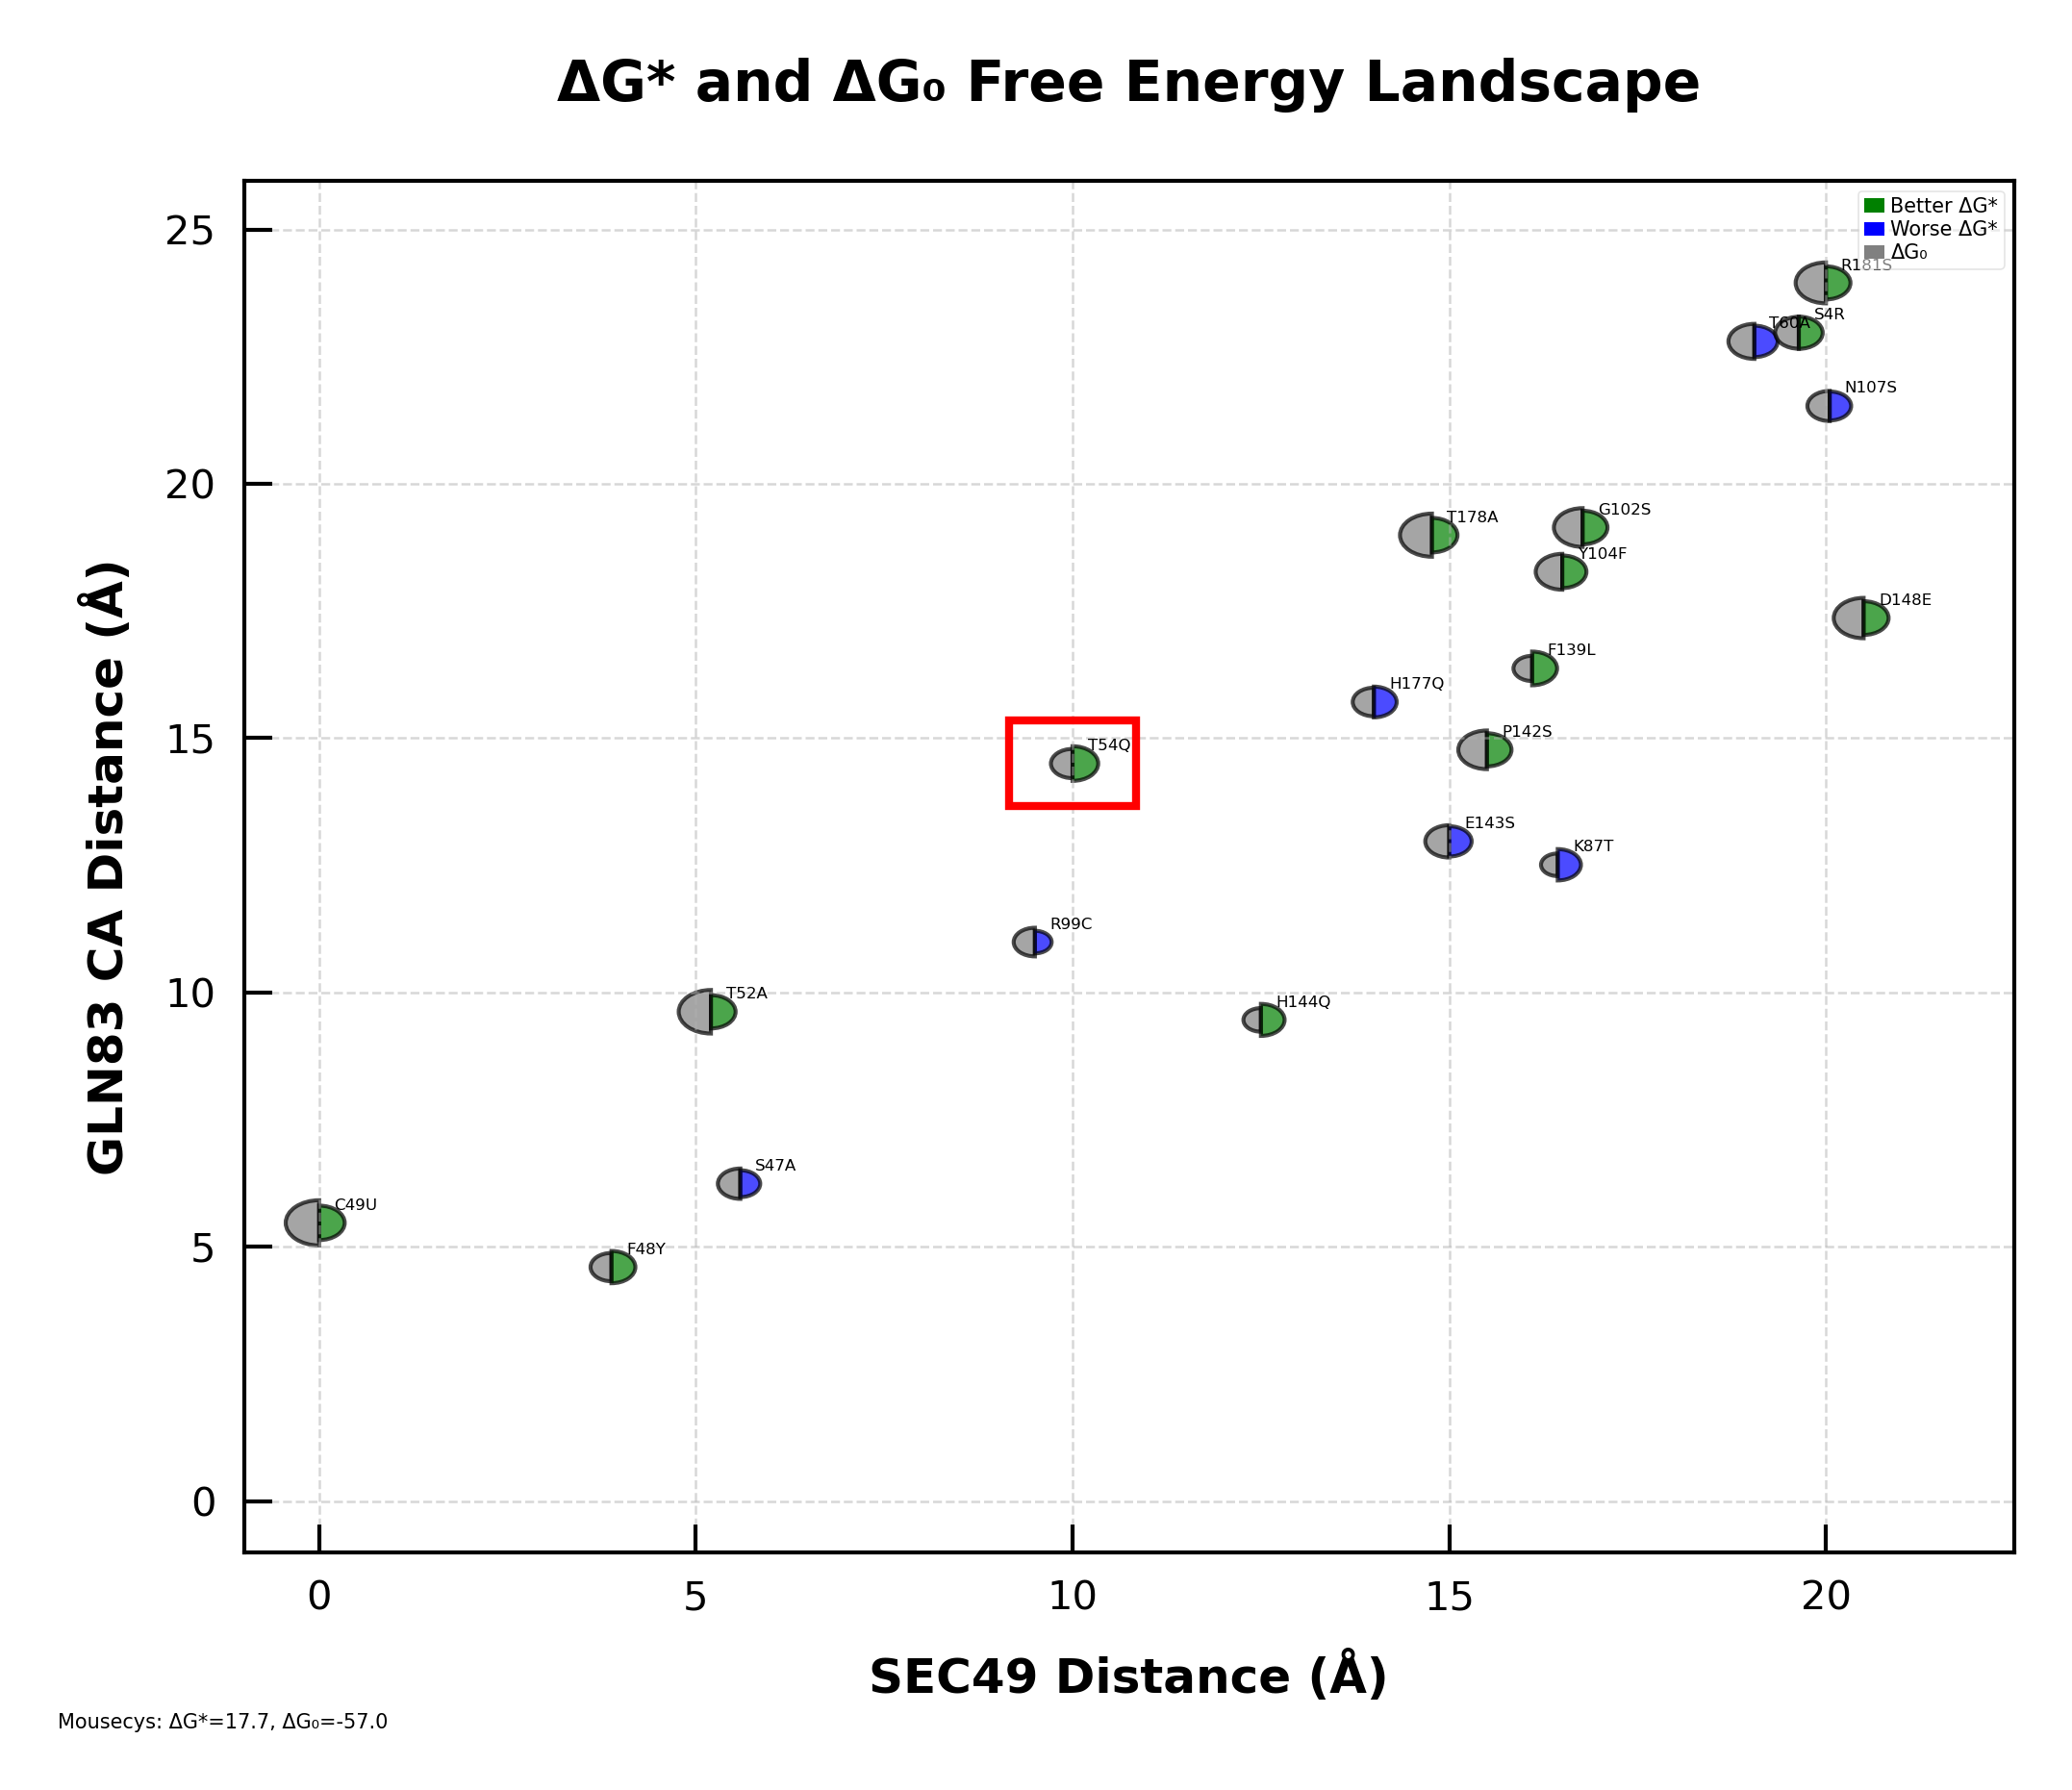 ΔG* and ΔG₀ Free Energy Landscape
Better ΔG*
Worse ΔG*
ΔG₀
R181S
S4R
T60A
N107S
G102S
T178A
Y104F
D148E
F139L
H177Q
P142S
T54Q
E143S
K87T
R99C
T52A
H144Q
S47A
C49U
F48Y
25
20
15
10
5
0
GLN83 CA Distance (Å)
0 5 10 15 20
SEC49 Distance (Å)
Mousecys: ΔG*=17.7, ΔG₀=-57.0